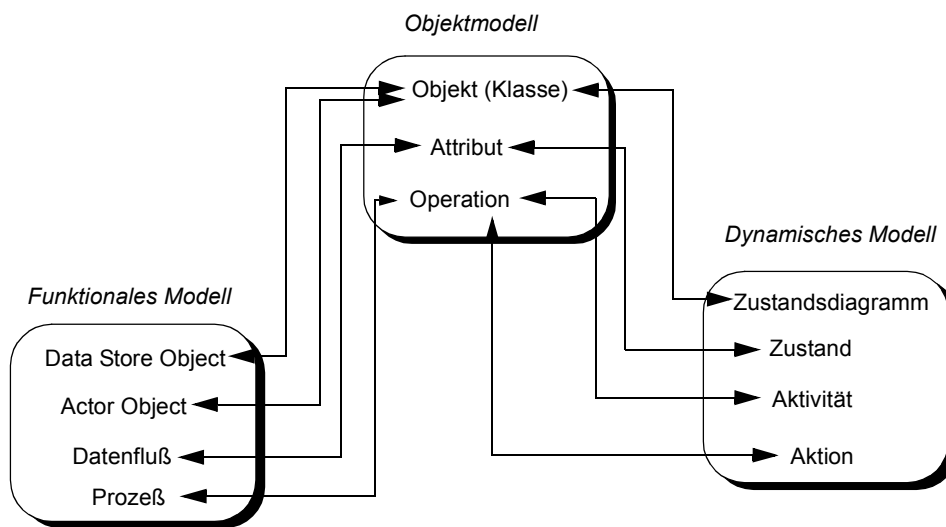 Objektmodell
Objekt (Klasse)
Attribut
Operation
Dynamisches Modell
Zustandsdiagramm
Zustand
Aktivität
Aktion
Funktionales Modell
Data Store Object
Actor Object
Datenfluß
Prozeß